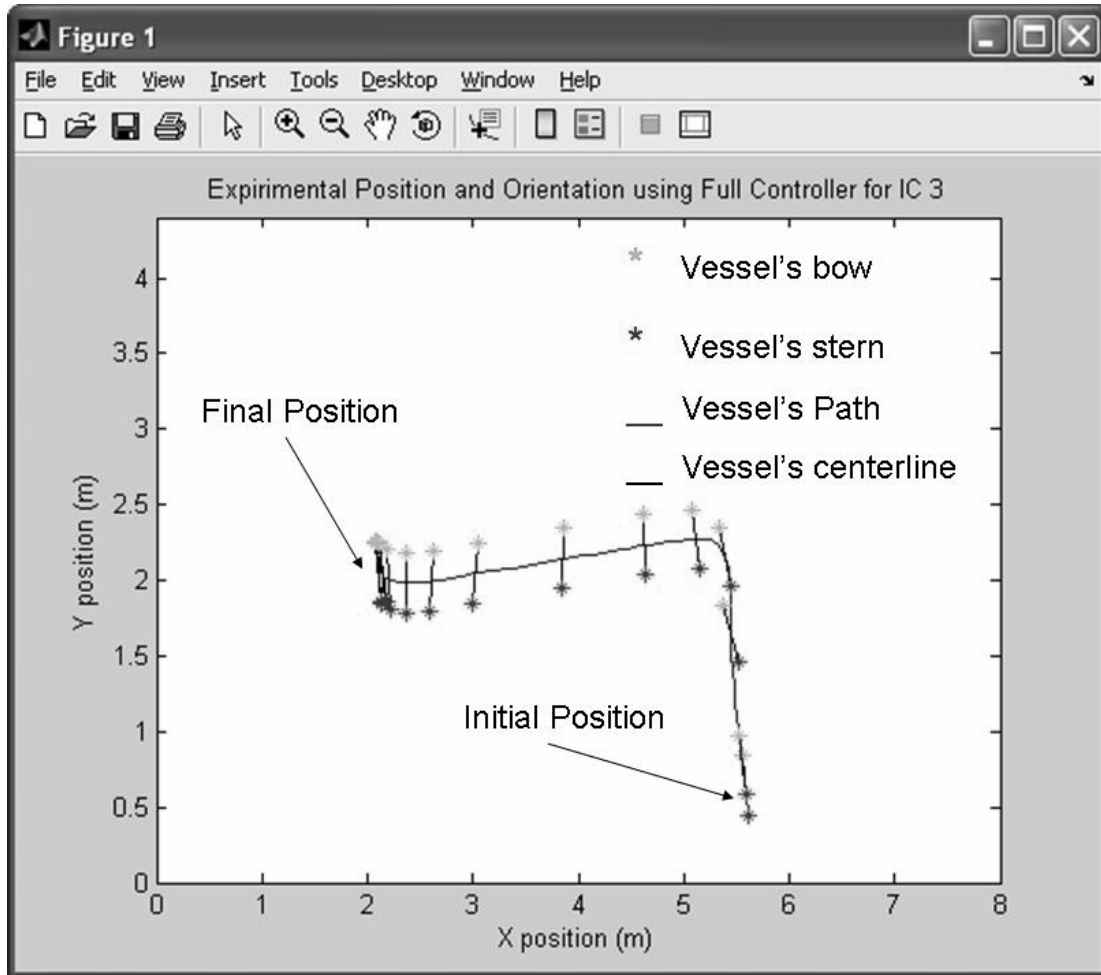 Figure 1
File Edit View Insert Tools Desktop Window Help
Expirimental Position and Orientation using Full Controller for IC 3
* Vessel's bow
* Vessel's stern
Vessel's Path
Vessel's centerline
Final Position
Initial Position
Y position (m)
4
3.5
3
2.5
2
1.5
1
0.5
0
0 1 2 3 4 5 6 7 8
X position (m)